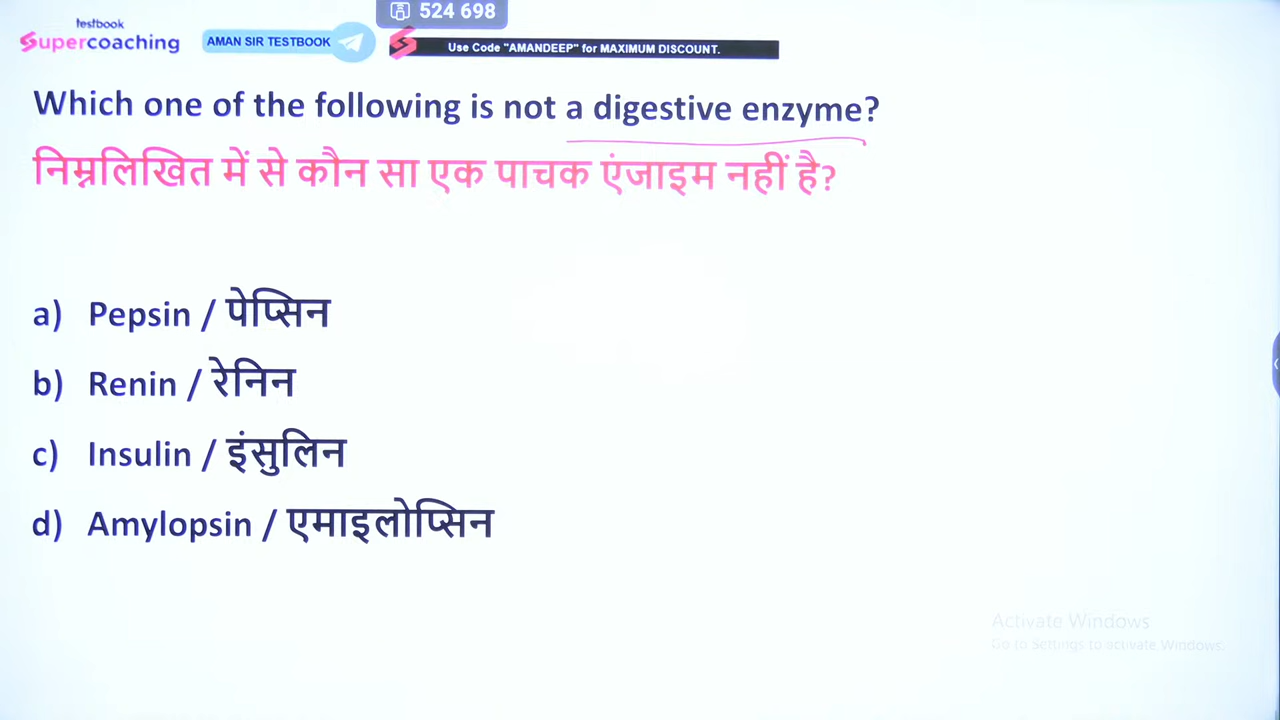 testbook
Supercoaching
AMAN SIR TESTBOOK
524 698
Use Code "AMANDEEP" for MAXIMUM DISCOUNT.
Which one of the following is not a digestive enzyme?
निम्नलिखित में से कौन सा एक पाचक एंजाइम नहीं है?
a) Pepsin / पेप्सिन
b) Renin / रेनिन
c) Insulin / इंसुलिन
d) Amylopsin / एमाइलोप्सिन
Activate Windows
Go to Settings to activate Windows.